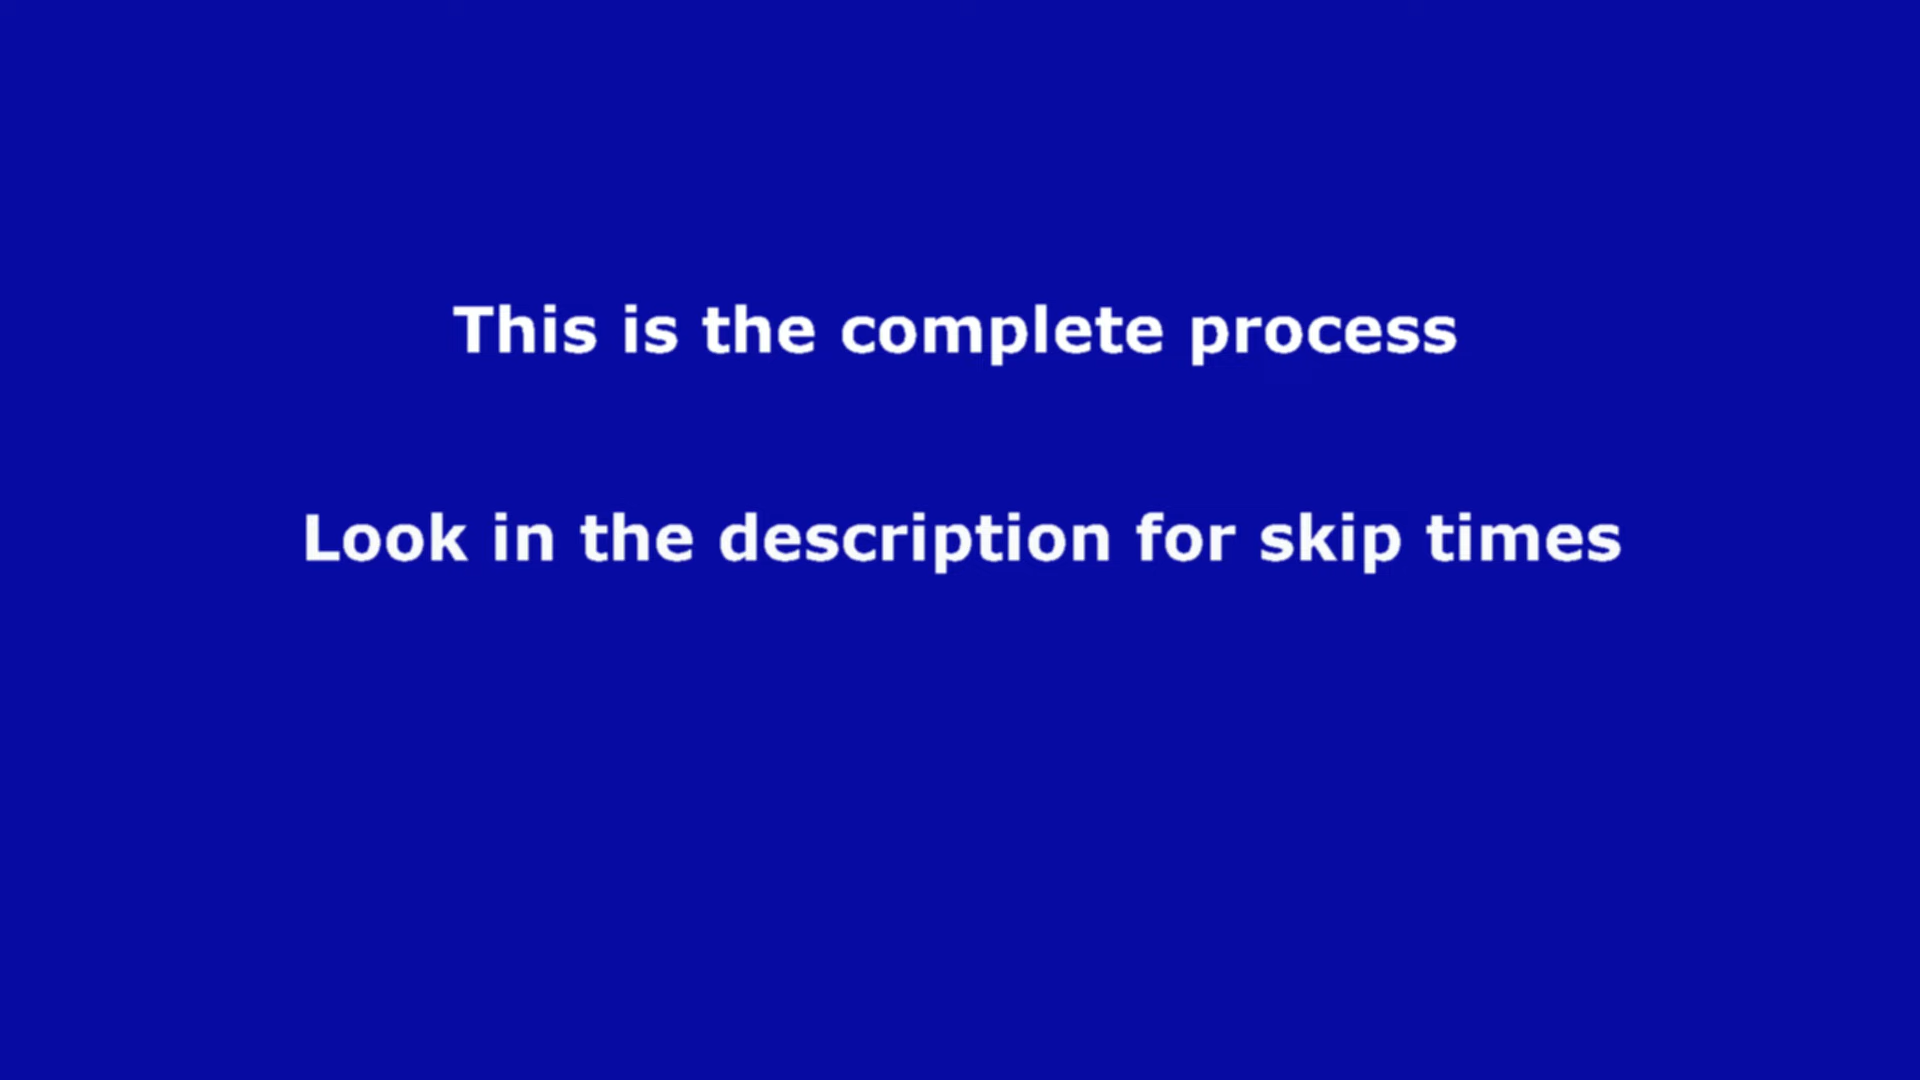 This is the complete process
Look in the description for skip times